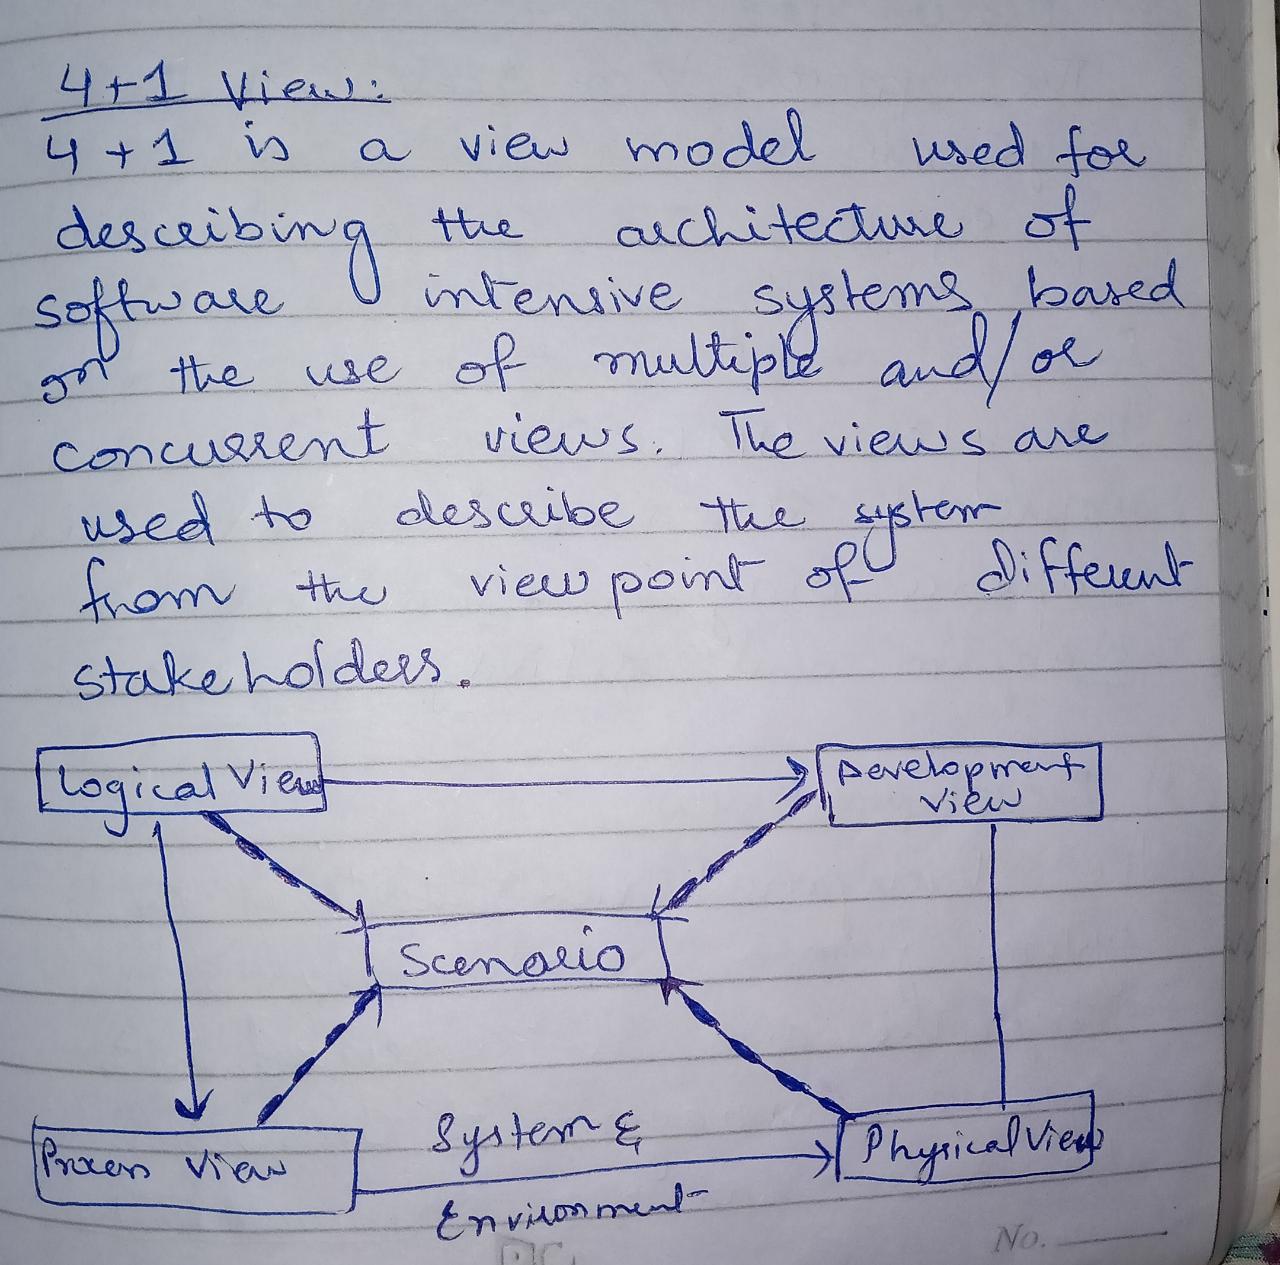 4+1 View:
4+1 is a view model used for
describing the architecture of
software intensive systems, based
on the use of multiple and/or
concurrent views. The views are
used to describe the system
from the viewpoint of different
stakeholders.
Logical View
Development
View
Scenario
System &
Process View
Physical View
Environment
No.